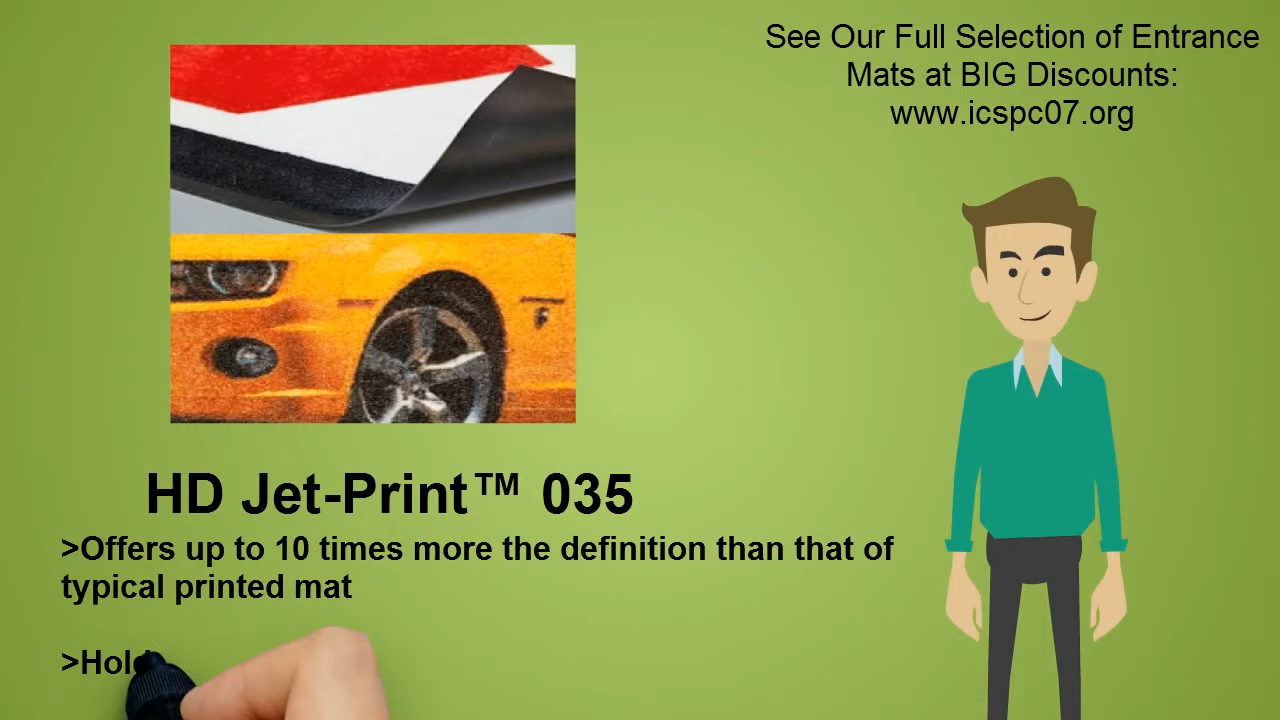 See Our Full Selection of Entrance
Mats at BIG Discounts:
www.icspc07.org
HD Jet-Print™ 035
>Offers up to 10 times more the definition than that of
typical printed mat
>Hold